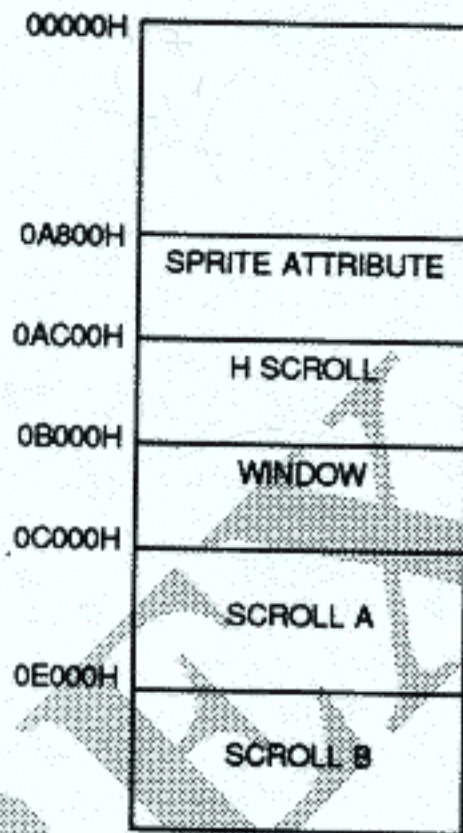 00000H
0A800H
SPRITE ATTRIBUTE
0AC00H
H SCROLL
0B000H
WINDOW
0C000H
SCROLL A
0E000H
SCROLL B